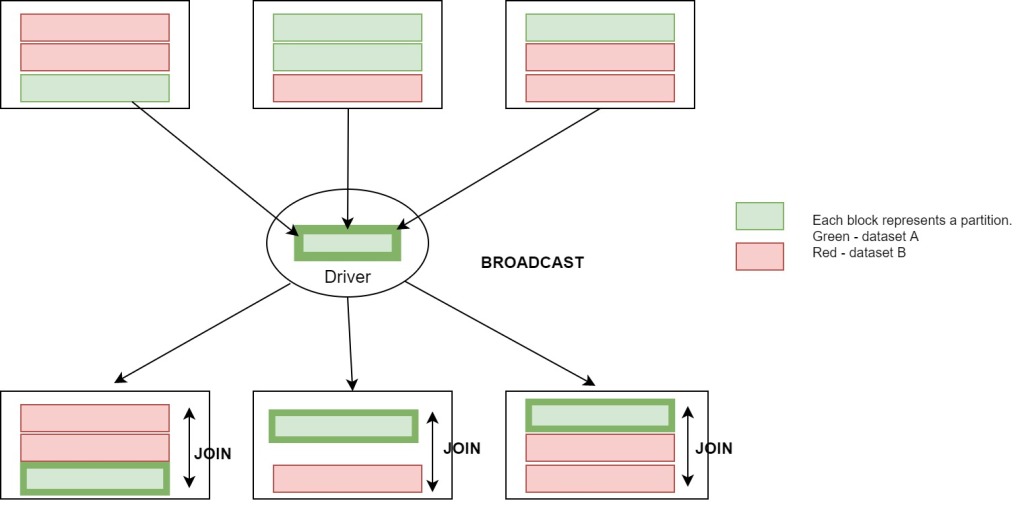 Each block represents a partition.
Green - dataset A
Red - dataset B
BROADCAST
Driver
JOIN
JOIN
JOIN